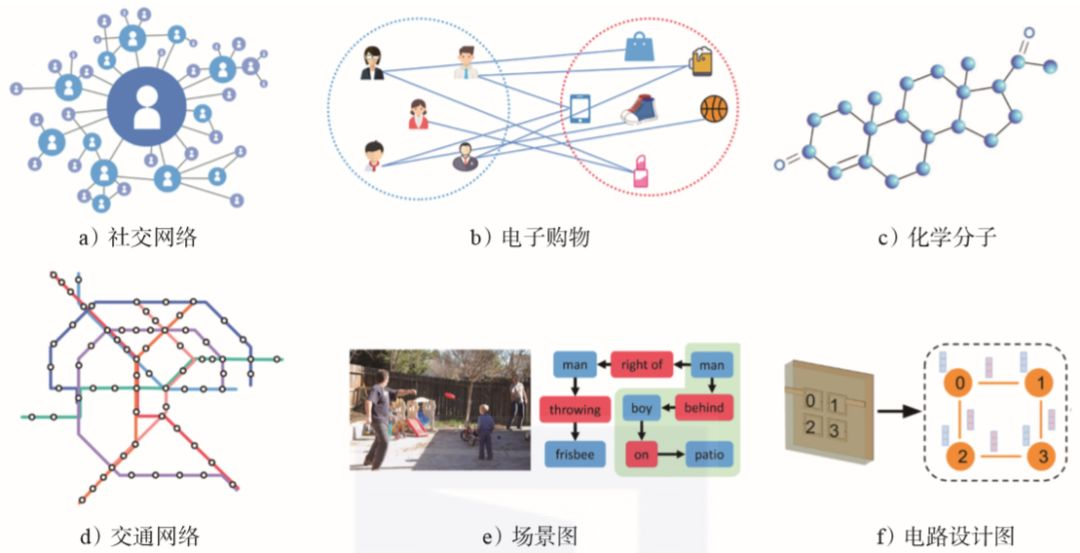 O
O
a）社交网络
b）电子购物
c）化学分子
man
right of
man
throwing
boy
behind
frisbee
on
patio
0 1
2 3
0
1
2
3
d）交通网络
e）场景图
f）电路设计图